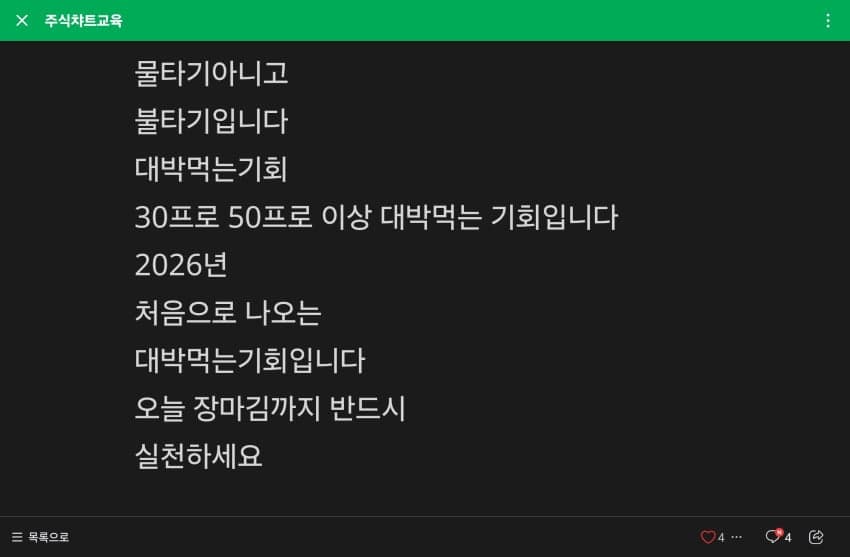 주식챠트교육
물타기아니고
불타기입니다
대박먹는기회
30프로 50프로 이상 대박먹는 기회입니다
2026년
처음으로 나오는
대박먹는기회입니다
오늘 장마김까지 반드시
실천하세요
목록으로
4
4